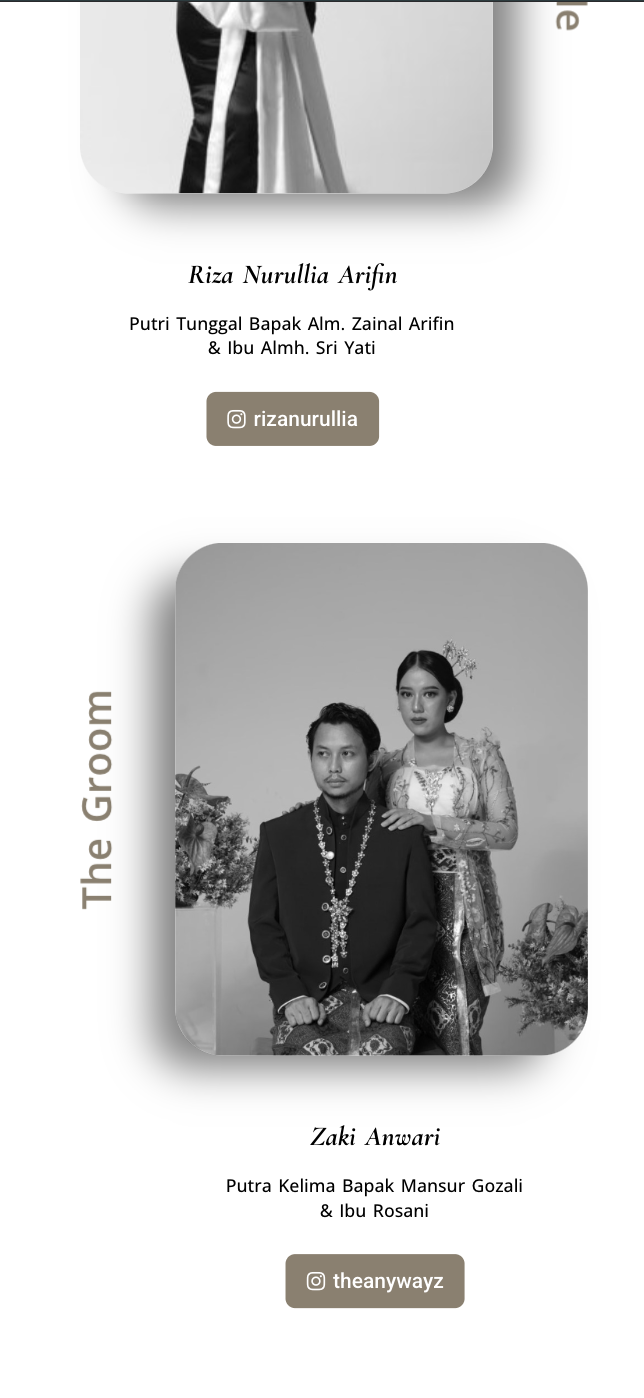 Riza Nurullia Arifin
Putri Tunggal Bapak Alm. Zainal Arifin
& Ibu Almh. Sri Yati
rizanurullia
The Groom
Zaki Anwari
Putra Kelima Bapak Mansur Gozali
& Ibu Rosani
theanywayz